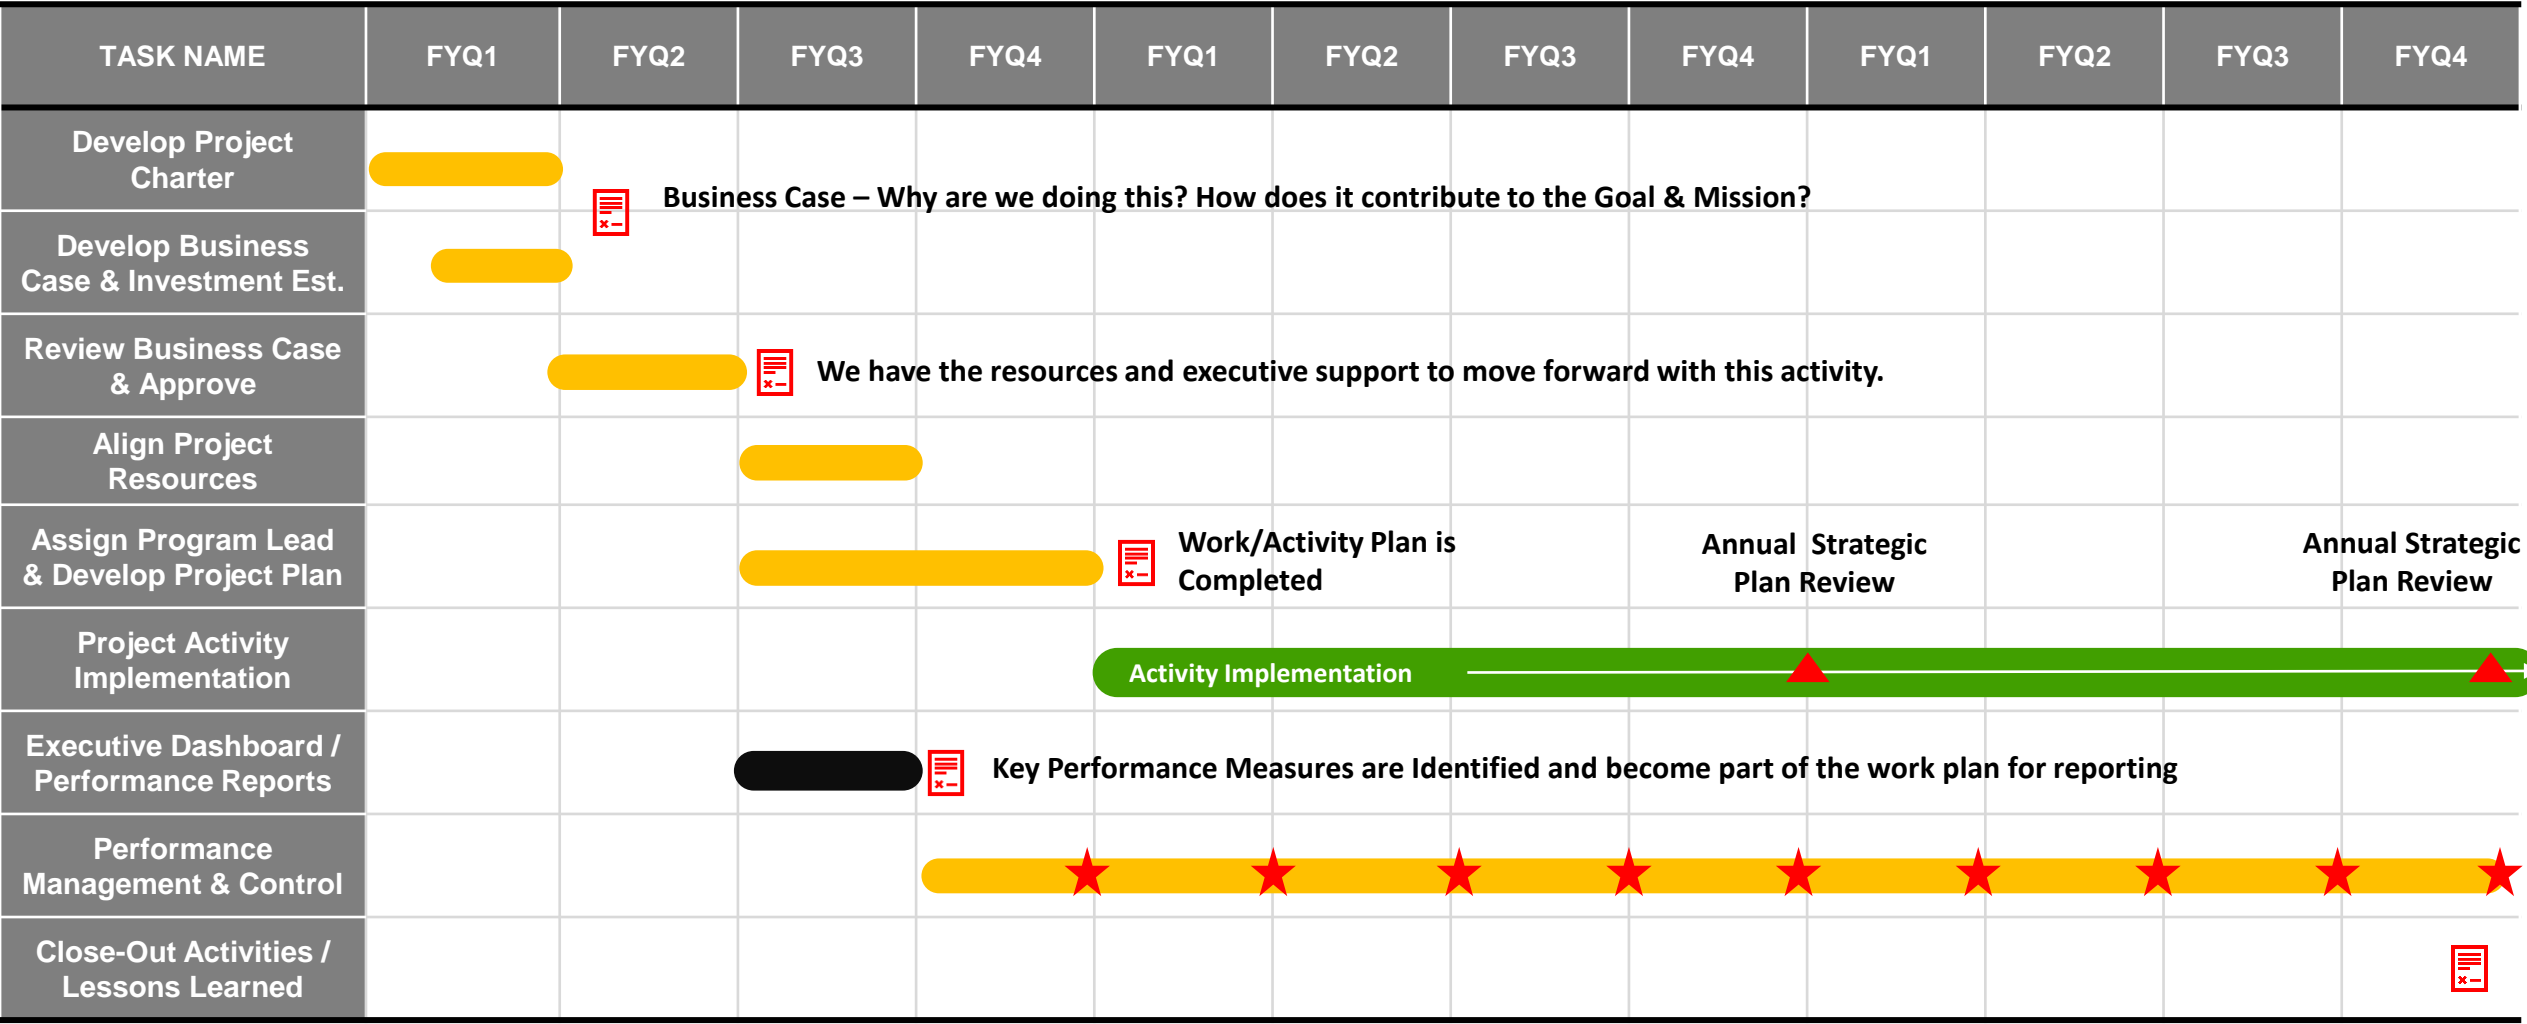 TASK NAME FYQ1 FYQ2 FYQ3 FYQ4 FYQ1 FYQ2 FYQ3 FYQ4 FYQ1 FYQ2 FYQ3 FYQ4
Develop Project
Charter
Business Case – Why are we doing this? How does it contribute to the Goal & Mission?
Develop Business
Case & Investment Est.
Review Business Case
& Approve
We have the resources and executive support to move forward with this activity.
Align Project
Resources
Assign Program Lead
& Develop Project Plan
Work/Activity Plan is
Completed
Annual Strategic
Plan Review
Annual Strategic
Plan Review
Project Activity
Implementation
Activity Implementation
Executive Dashboard /
Performance Reports
Key Performance Measures are Identified and become part of the work plan for reporting
Performance
Management & Control
Close-Out Activities /
Lessons Learned